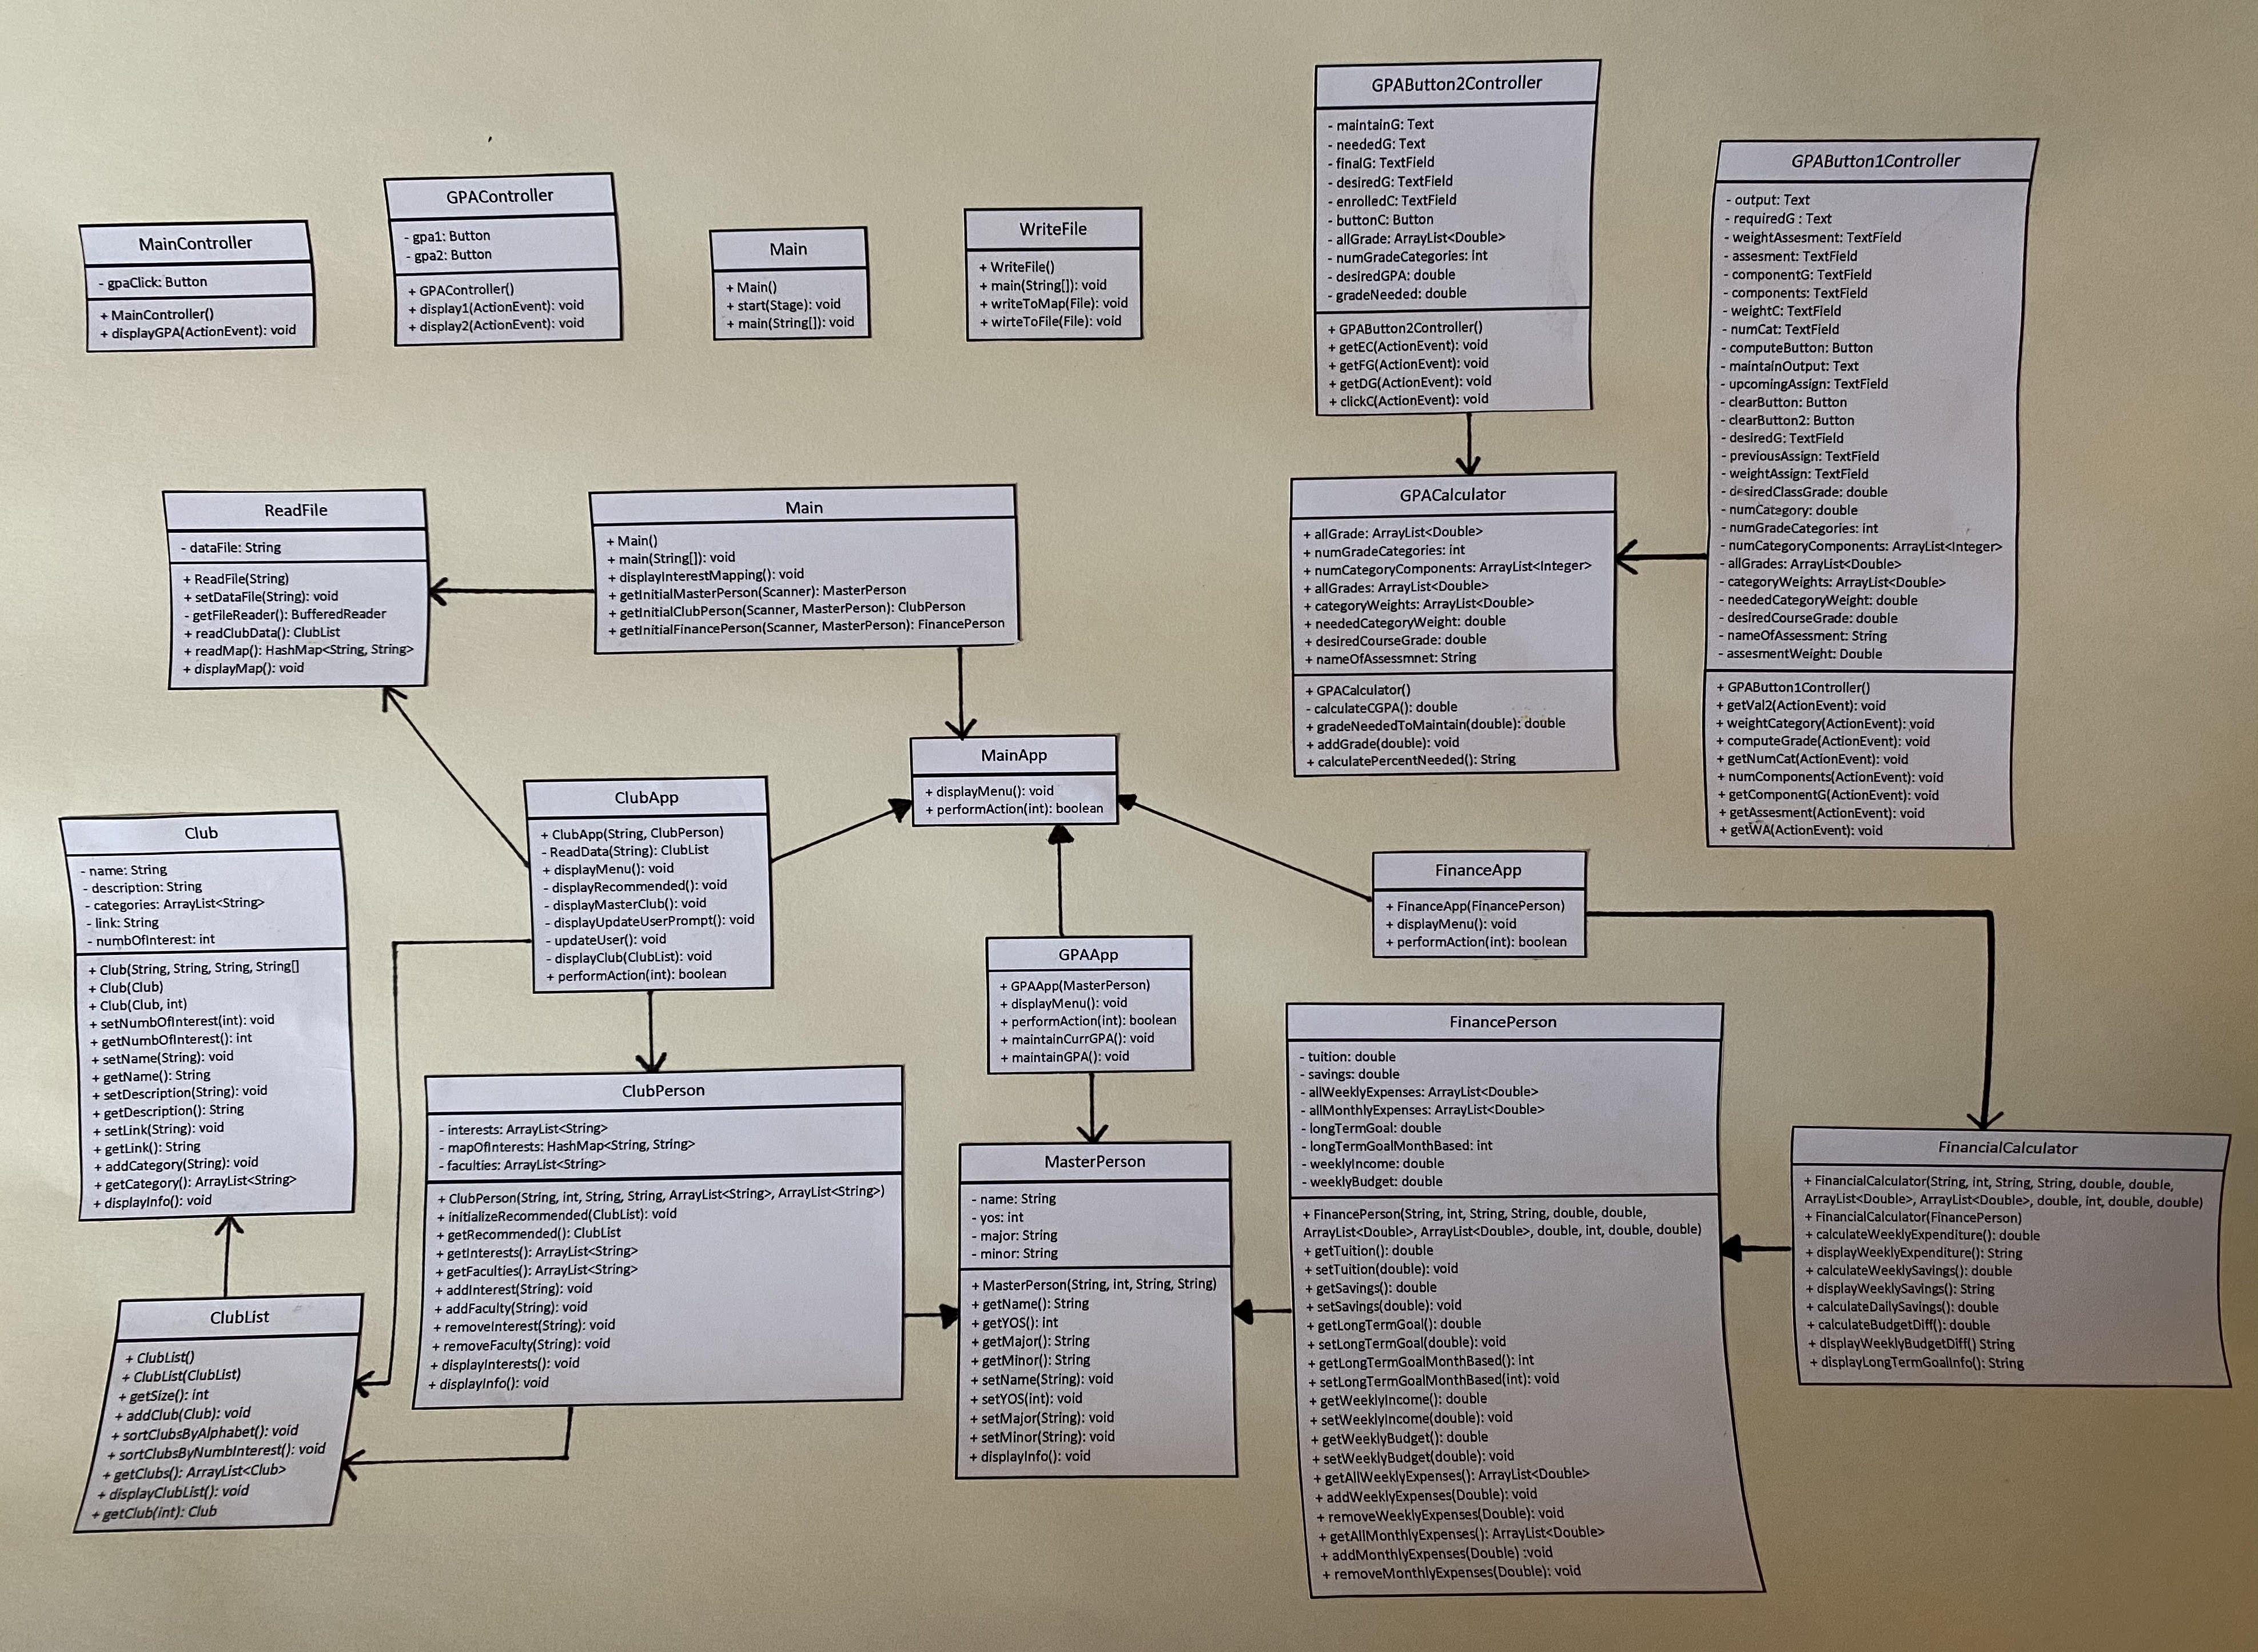 MainController
- gpaClick: Button
+ MainController()
+ displayGPA(ActionEvent): void
GPAController
- gpa1: Button
- gpa2: Button
+ GPAController()
+ display1(ActionEvent): void
+ display2(ActionEvent): void
Main
+ Main()
+ start(Stage): void
+ main(String[]): void
WriteFile
+ WriteFile()
+ main(String[]): void
+ writeToMap(File): void
+ wirteToFile(File): void
GPAButton2Controller
- maintainG: Text
- neededG: Text
- finalG: TextField
- desiredG: TextField
- enrolledC: TextField
- buttonC: Button
- allGrade: ArrayList<Double>
- numGradeCategories: int
- desiredGPA: double
- gradeNeeded: double
+ GPAButton2Controller()
+ getEC(ActionEvent): void
+ getFG(ActionEvent): void
+ getDG(ActionEvent): void
+ clickC(ActionEvent): void
GPAButton1Controller
- output: Text
- requiredG : Text
- weightAssesment: TextField
- assesment: TextField
- componentG: TextField
- components: TextField
- weightC: TextField
- numCat: TextField
- computeButton: Button
- maintainOutput: Text
- upcomingAssign: TextField
- clearButton: Button
- clearButton2: Button
- desiredG: TextField
- previousAssign: TextField
- weightAssign: TextField
- desiredClassGrade: double
- numCategory: double
- numGradeCategories: int
- numCategoryComponents: ArrayList<Integer>
- allGrades: ArrayList<Double>
- categoryWeights: ArrayList<Double>
- neededCategoryWeight: double
- desiredCourseGrade: double
- nameOfAssessment: String
- assesmentWeight: Double
+ GPAButton1Controller()
+ getVal2(ActionEvent): void
+ weightCategory(ActionEvent): void
+ computeGrade(ActionEvent): void
+ getNumCat(ActionEvent): void
+ numComponents(ActionEvent): void
+ getComponentG(ActionEvent): void
+ getAssesment(ActionEvent): void
+ getWA(ActionEvent): void
ReadFile
- dataFile: String
+ ReadFile(String)
+ setDataFile(String): void
- getFileReader(): BufferedReader
+ readClubData(): ClubList
+ readMap(): HashMap<String, String>
+ displayMap(): void
Main
+ Main()
+ main(String[]): void
+ displayInterestMapping(): void
+ getInitialMasterPerson(Scanner): MasterPerson
+ getInitialClubPerson(Scanner, MasterPerson): ClubPerson
+ getInitialFinancePerson(Scanner, MasterPerson): FinancePerson
GPACalculator
+ allGrade: ArrayList<Double>
+ numGradeCategories: int
+ numCategoryComponents: ArrayList<Integer>
+ allGrades: ArrayList<Double>
+ categoryWeights: ArrayList<Double>
+ neededCategoryWeight: double
+ desiredCourseGrade: double
+ nameOfAssessmnet: String
+ GPACalculator()
- calculateCGPA(): double
+ gradeNeededToMaintain(double): double
+ addGrade(double): void
+ calculatePercentNeeded(): String
MainApp
+ displayMenu(): void
+ performAction(int): boolean
ClubApp
+ ClubApp(String, ClubPerson)
- ReadData(String): ClubList
+ displayMenu(): void
- displayRecommended(): void
- displayMasterClub(): void
- displayUpdateUserPrompt(): void
- updateUser(): void
- displayClub(ClubList): void
+ performAction(int): boolean
Club
- name: String
- description: String
- categories: ArrayList<String>
- link: String
- numbOfInterest: int
+ Club(String, String, String, String[]
+ Club(Club)
+ Club(Club, int)
+ setNumbOfInterest(int): void
+ getNumbOfInterest(): int
+ setName(String): void
+ getName(): String
+ setDescription(String): void
+ getDescription(): String
+ setLink(String): void
+ getLink(): String
+ addCategory(String): void
+ getCategory(): ArrayList<String>
+ displayInfo(): void
FinanceApp
+ FinanceApp(FinancePerson)
+ displayMenu(): void
+ performAction(int): boolean
GPAApp
+ GPAApp(MasterPerson)
+ displayMenu(): void
+ performAction(int): boolean
+ maintainCurrGPA(): void
+ maintainGPA(): void
ClubPerson
- interests: ArrayList<String>
- mapOfInterests: HashMap<String, String>
- faculties: ArrayList<String>
+ ClubPerson(String, int, String, String, ArrayList<String>, ArrayList<String>)
+ initializeRecommended(ClubList): void
+ getRecommended(): ClubList
+ getInterests(): ArrayList<String>
+ getFaculties(): ArrayList<String>
+ addInterest(String): void
+ addFaculty(String): void
+ removeInterest(String): void
+ removeFaculty(String): void
+ displayInterests(): void
+ displayInfo(): void
MasterPerson
- name: String
- yos: int
- major: String
- minor: String
+ MasterPerson(String, int, String, String)
+ getName(): String
+ getYOS(): int
+ getMajor(): String
+ getMinor(): String
+ setName(String): void
+ setYOS(int): void
+ setMajor(String): void
+ setMinor(String): void
+ displayInfo(): void
FinancePerson
- tuition: double
- savings: double
- allWeeklyExpenses: ArrayList<Double>
- allMonthlyExpenses: ArrayList<Double>
- longTermGoal: double
- longTermGoalMonthBased: int
- weeklyIncome: double
- weeklyBudget: double
+ FinancePerson(String, int, String, String, double, double,
ArrayList<Double>, ArrayList<Double>, double, int, double, double)
+ getTuition(): double
+ setTuition(double): void
+ getSavings(): double
+ setSavings(double): void
+ getLongTermGoal(): double
+ setLongTermGoal(double): void
+ getLongTermGoalMonthBased(): int
+ setLongTermGoalMonthBased(int): void
+ getWeeklyIncome(): double
+ setWeeklyIncome(double): void
+ getWeeklyBudget(): double
+ setWeeklyBudget(double): void
+ getAllWeeklyExpenses(): ArrayList<Double>
+ addWeeklyExpenses(Double): void
+ removeWeeklyExpenses(Double): void
+ getAllMonthlyExpenses(): ArrayList<Double>
+ addMonthlyExpenses(Double) :void
+ removeMonthlyExpenses(Double): void
FinancialCalculator
+ FinancialCalculator(String, int, String, String, double, double,
ArrayList<Double>, ArrayList<Double>, double, int, double, double)
+ FinancialCalculator(FinancePerson)
+ calculateWeeklyExpenditure(): double
+ displayWeeklyExpenditure(): String
+ calculateWeeklySavings(): double
+ displayWeeklySavings(): String
+ calculateDailySavings(): double
+ calculateBudgetDiff(): double
+ displayWeeklyBudgetDiff() String
+ displayLongTermGoalInfo(): String
ClubList
+ ClubList()
+ ClubList(ClubList)
+ getSize(): int
+ addClub(Club): void
+ sortClubsByAlphabet(): void
+ sortClubsByNumbInterest(): void
+ getClubs(): ArrayList<Club>
+ displayClubList(): void
+ getClub(int): Club